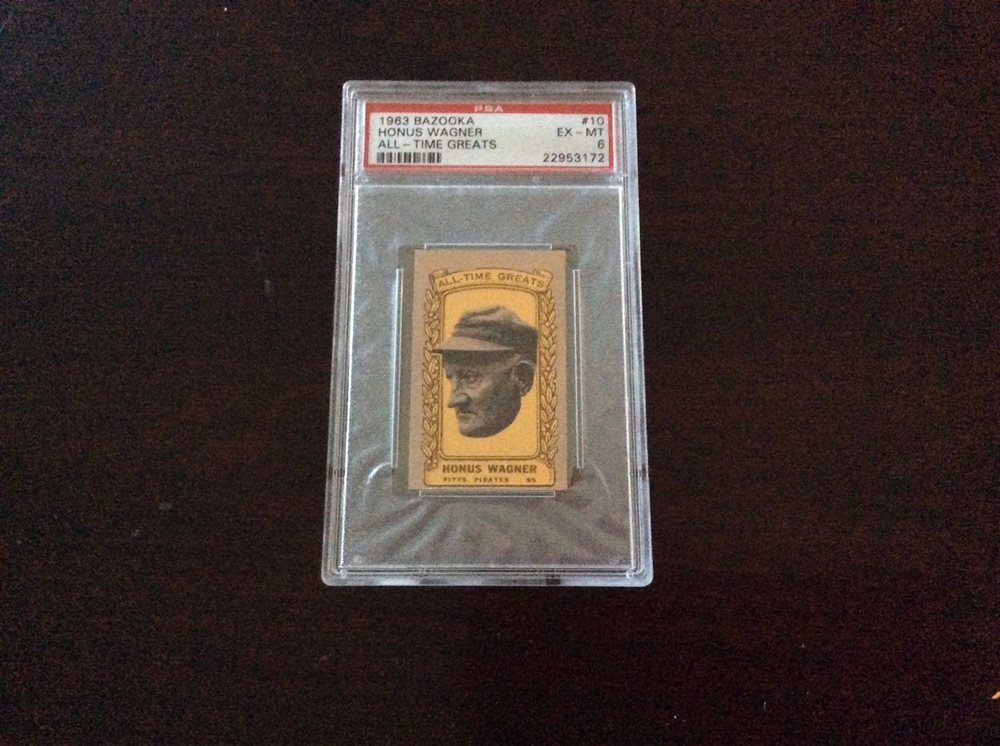 PSA
1963 BAZOOKA #10
HONUS WAGNER EX - MT
ALL - TIME GREATS 6
22953172
ALL-TIME GREATS
HONUS WAGNER
PITTS. PIRATES SS